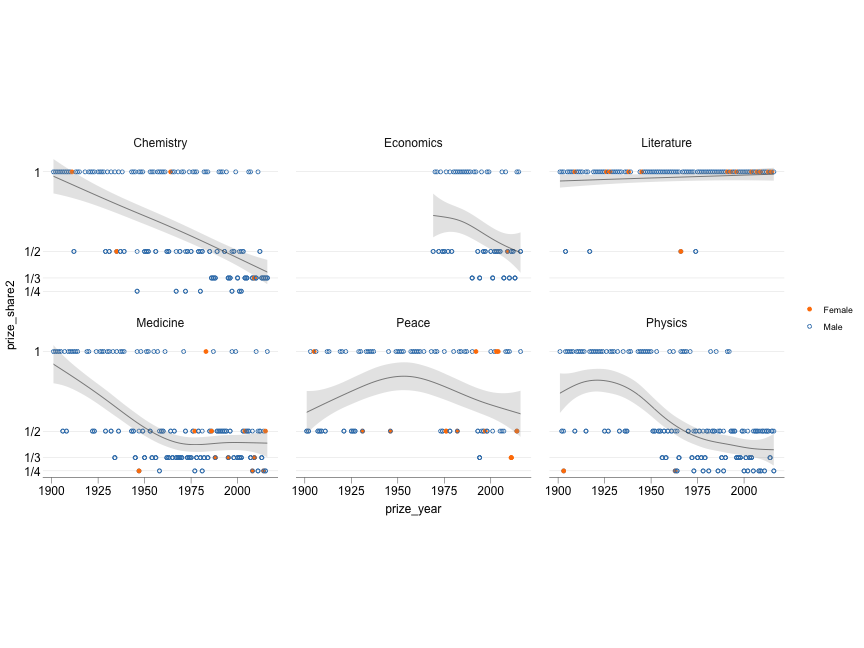 Chemistry Economics Literature
1
1/2
1/3
1/4
Medicine Peace Physics
1
1/2
1/3
1/4
1900 1925 1950 1975 2000 1900 1925 1950 1975 2000 1900 1925 1950 1975 2000
prize_year
prize_share2
Female
Male